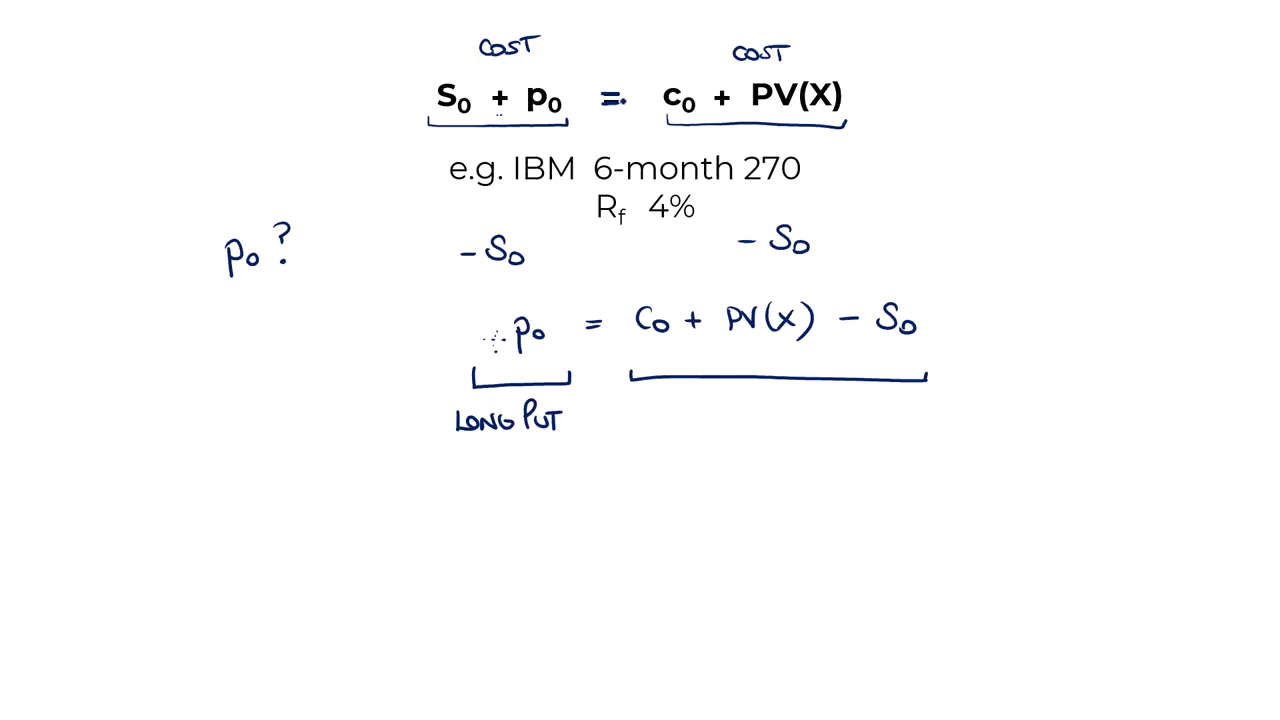 COST COST
S₀ + p₀ = c₀ + PV(X)
e.g. IBM 6-month 270
R_f 4%
p₀ ? - S₀ - S₀
+ p₀ = C₀ + PV(X) - S₀
LONG PUT